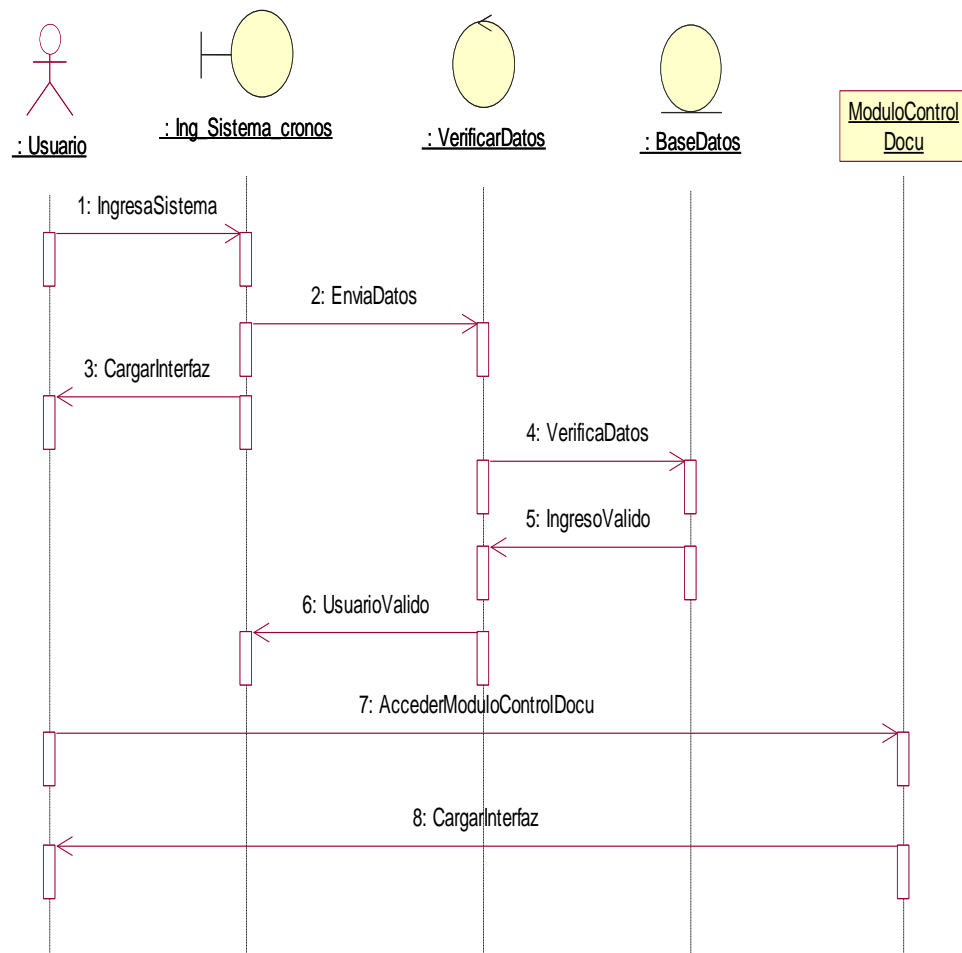 : Usuario
: Ing_Sistema_cronos
: VerificarDatos
: BaseDatos
ModuloControl
Docu
1: IngresaSistema
2: EnviaDatos
3: CargarInterfaz
4: VerificaDatos
5: IngresoValido
6: UsuarioValido
7: AccederModuloControlDocu
8: CargarInterfaz